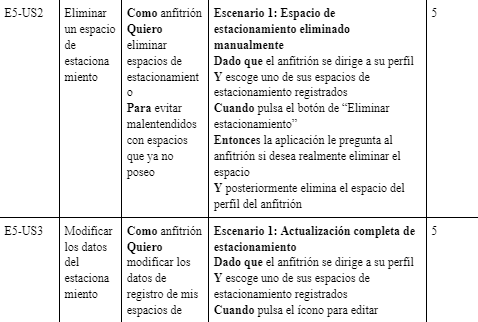 E5-US2
Eliminar
un espacio
de
estaciona
miento
Como anfitrión
Quiero
eliminar
espacios de
estacionamient
o
Para evitar
malentendidos
con espacios
que ya no
poseo
Escenario 1: Espacio de
estacionamiento eliminado
manualmente
Dado que el anfitrión se dirige a su perfil
Y escoge uno de sus espacios de
estacionamiento registrados
Cuando pulsa el botón de “Eliminar
estacionamiento”
Entonces la aplicación le pregunta al
anfitrión si desea realmente eliminar el
espacio
Y posteriormente elimina el espacio del
perfil del anfitrión
5
E5-US3
Modificar
los datos
del
estaciona
miento
Como anfitrión
Quiero
modificar los
datos de
registro de mis
espacios de
Escenario 1: Actualización completa de
estacionamiento
Dado que el anfitrión se dirige a su perfil
Y escoge uno de sus espacios de
estacionamiento registrados
Cuando pulsa el ícono para editar
5